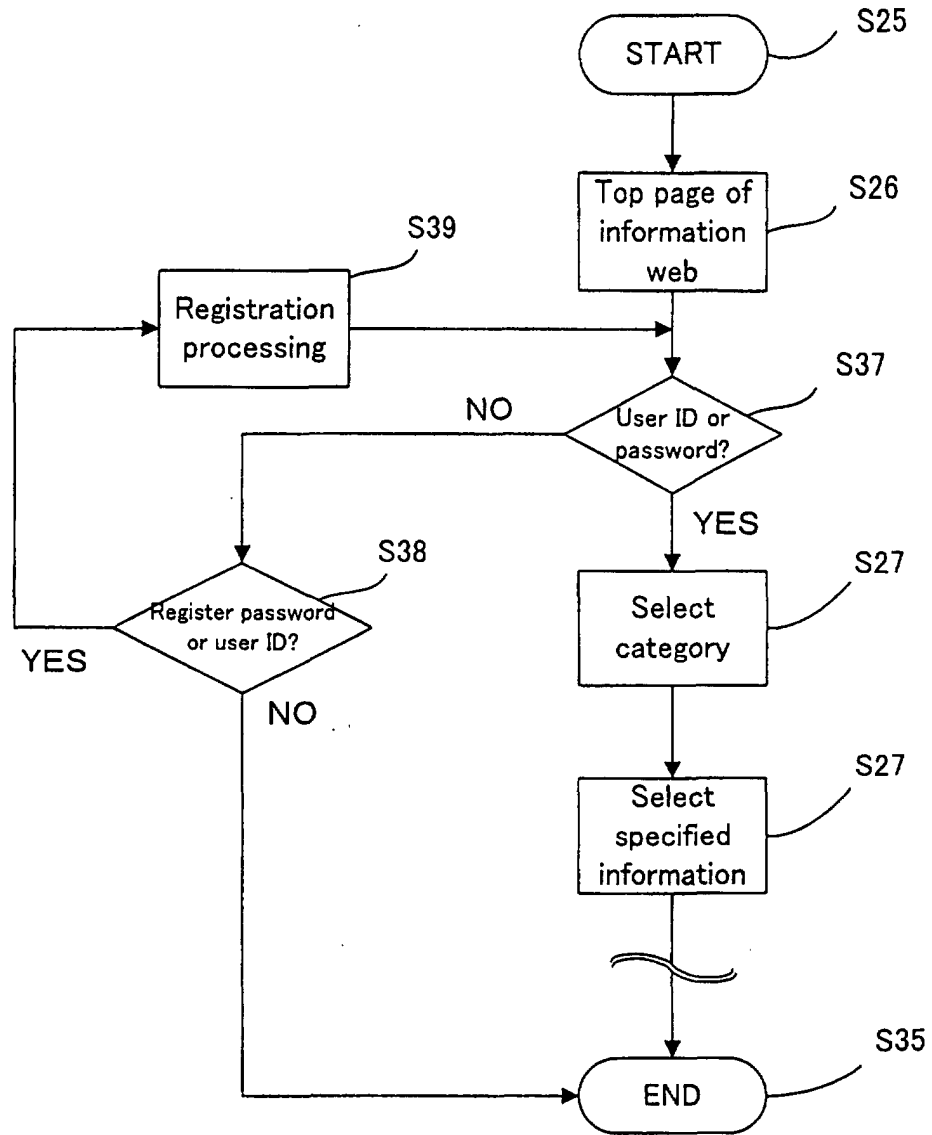 S25
START
S26
Top page of
information
web
S39
Registration
processing
S37
NO
User ID or
password?
YES
S38
Register password
or user ID?
YES
NO
S27
Select
category
S27
Select
specified
information
S35
END